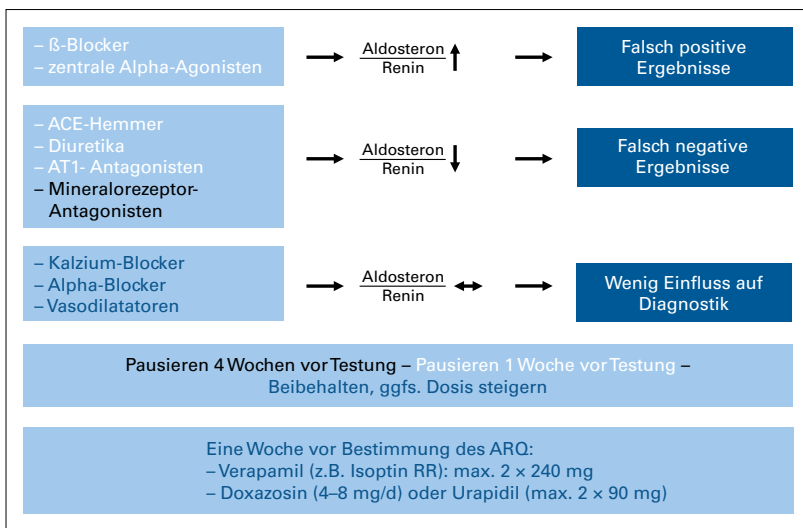 – ß-Blocker
– zentrale Alpha-Agonisten
Aldosteron
Renin
Falsch positive
Ergebnisse
– ACE-Hemmer
– Diuretika
– AT1- Antagonisten
– Mineralorezeptor-
Antagonisten
Aldosteron
Renin
Falsch negative
Ergebnisse
– Kalzium-Blocker
– Alpha-Blocker
– Vasodilatatoren
Aldosteron
Renin
Wenig Einfluss auf
Diagnostik
Pausieren 4 Wochen vor Testung – Pausieren 1 Woche vor Testung –
Beibehalten, ggfs. Dosis steigern
Eine Woche vor Bestimmung des ARQ:
– Verapamil (z.B. Isoptin RR): max. 2 × 240 mg
– Doxazosin (4–8 mg/d) oder Urapidil (max. 2 × 90 mg)